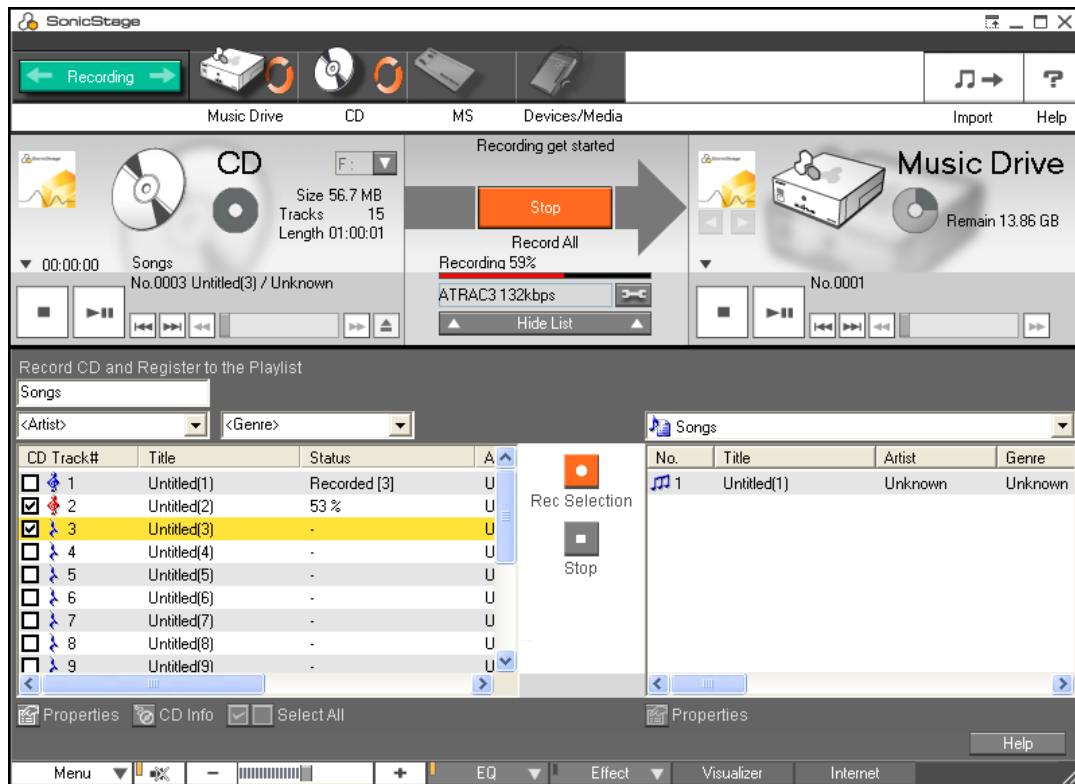 SonicStage
Recording
Music Drive CD MS Devices/Media Import Help
CD F: Recording get started Music Drive
Size 56.7 MB
Tracks 15
Length 01:00:01
Stop
Record All
Remain 13.86 GB
00:00:00 Songs Recording 59%
No.0003 Untitled(3) / Unknown No.0001
ATRAC3 132kbps
Hide List
Record CD and Register to the Playlist
Songs
<Artist> <Genre> Songs
CD Track# Title Status A No. Title Artist Genre
1 Untitled(1) Recorded [3] U 1 Untitled(1) Unknown Unknown
2 Untitled(2) 53 % U Rec Selection
3 Untitled(3) - U
4 Untitled(4) - U
5 Untitled(5) - U Stop
6 Untitled(6) - U
7 Untitled(7) - U
8 Untitled(8) - U
9 Untitled(9) - U
Properties CD Info Select All Properties
Help
Menu − + EQ Effect Visualizer Internet